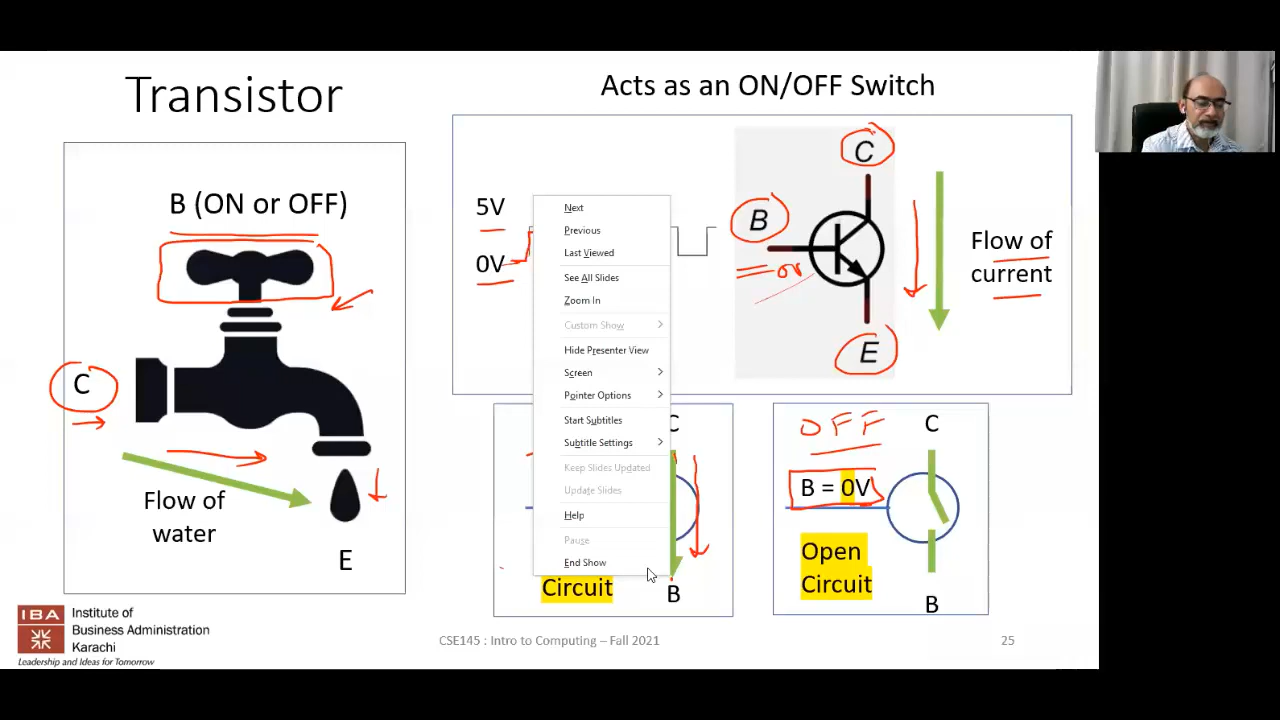 Transistor
Acts as an ON/OFF Switch
B (ON or OFF)
C
Flow of
water
E
5V
0V
C
B
= or
E
Flow of
current
Next
Previous
Last Viewed
See All Slides
Zoom In
Custom Show
Hide Presenter View
Screen
Pointer Options
Start Subtitles
Subtitle Settings
Keep Slides Updated
Update Slides
Help
Pause
End Show
C
Circuit
B
OFF
C
B = 0V
Open
Circuit
B
IBA
Institute of
Business Administration
Karachi
Leadership and Ideas for Tomorrow
CSE145 : Intro to Computing – Fall 2021
25